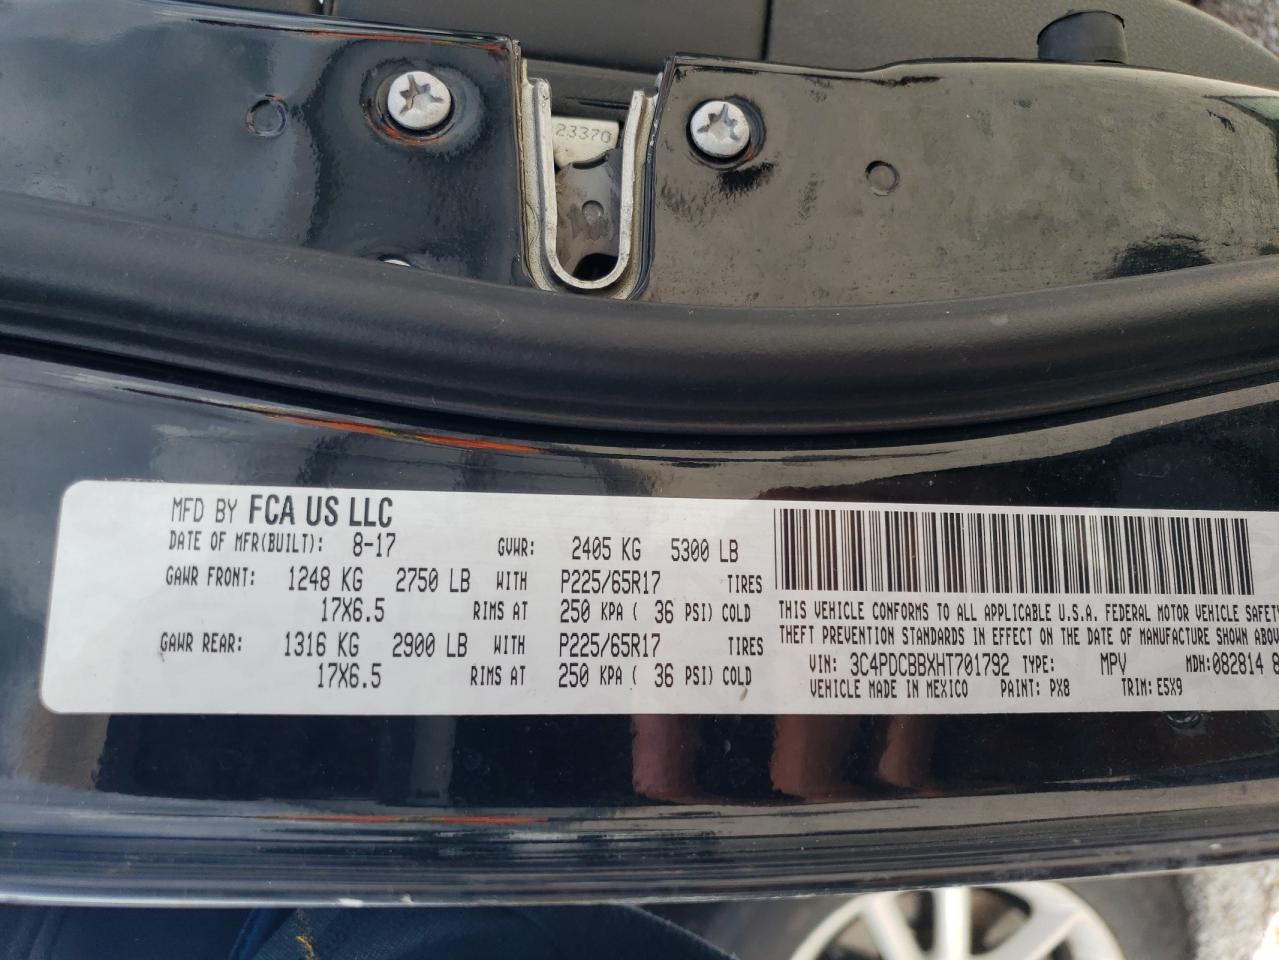 23370
MFD BY FCA US LLC
DATE OF MFR(BUILT): 8-17 GVWR: 2405 KG 5300 LB
GAWR FRONT: 1248 KG 2750 LB WITH P225/65R17 TIRES
17X6.5 RIMS AT 250 KPA ( 36 PSI) COLD
GAWR REAR: 1316 KG 2900 LB WITH P225/65R17 TIRES
17X6.5 RIMS AT 250 KPA ( 36 PSI) COLD
THIS VEHICLE CONFORMS TO ALL APPLICABLE U.S.A. FEDERAL MOTOR VEHICLE SAFETY
THEFT PREVENTION STANDARDS IN EFFECT ON THE DATE OF MANUFACTURE SHOWN ABOVE
VIN: 3C4PDCBBXHT701792 TYPE: MPV MDH:082814 8
VEHICLE MADE IN MEXICO PAINT: PX8 TRIM: E5X9